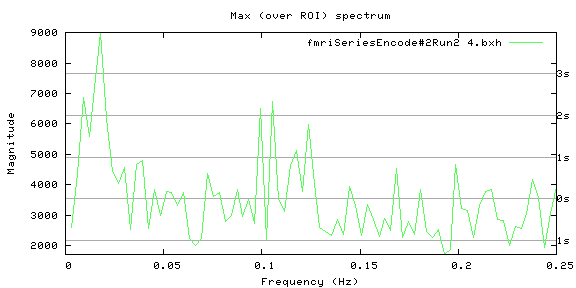 Max (over ROI) spectrum
fmriSeriesEncode#2Run2 4.bxh
9000
8000
7000
6000
5000
4000
3000
2000
Magnitude
3s
2s
1s
0s
1s
0 0.05 0.1 0.15 0.2 0.25
Frequency (Hz)